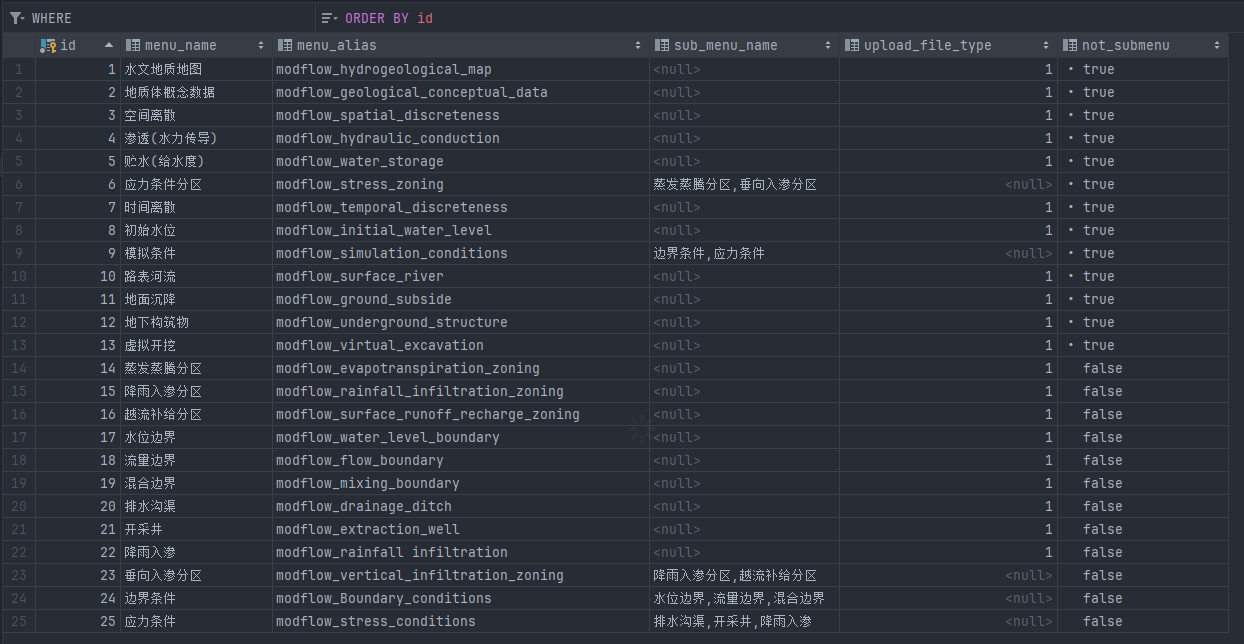 WHERE ORDER BY id
id menu_name menu_alias sub_menu_name upload_file_type not_submenu
1 1 水文地质地图 modflow_hydrogeological_map <null> 1 • true
2 2 地质体概念数据 modflow_geological_conceptual_data <null> 1 • true
3 3 空间离散 modflow_spatial_discreteness <null> 1 • true
4 4 渗透(水力传导) modflow_hydraulic_conduction <null> 1 • true
5 5 贮水(给水度) modflow_water_storage <null> 1 • true
6 6 应力条件分区 modflow_stress_zoning 蒸发蒸腾分区,垂向入渗分区 <null> • true
7 7 时间离散 modflow_temporal_discreteness <null> 1 • true
8 8 初始水位 modflow_initial_water_level <null> 1 • true
9 9 模拟条件 modflow_simulation_conditions 边界条件,应力条件 <null> • true
10 10 路表河流 modflow_surface_river <null> 1 • true
11 11 地面沉降 modflow_ground_subside <null> 1 • true
12 12 地下构筑物 modflow_underground_structure <null> 1 • true
13 13 虚拟开挖 modflow_virtual_excavation <null> 1 • true
14 14 蒸发蒸腾分区 modflow_evapotranspiration_zoning <null> 1 false
15 15 降雨入渗分区 modflow_rainfall_infiltration_zoning <null> 1 false
16 16 越流补给分区 modflow_surface_runoff_recharge_zoning <null> 1 false
17 17 水位边界 modflow_water_level_boundary <null> 1 false
18 18 流量边界 modflow_flow_boundary <null> 1 false
19 19 混合边界 modflow_mixing_boundary <null> 1 false
20 20 排水沟渠 modflow_drainage_ditch <null> 1 false
21 21 开采井 modflow_extraction_well <null> 1 false
22 22 降雨入渗 modflow_rainfall infiltration <null> 1 false
23 23 垂向入渗分区 modflow_vertical_infiltration_zoning 降雨入渗分区,越流补给分区 <null> false
24 24 边界条件 modflow_Boundary_conditions 水位边界,流量边界,混合边界 <null> false
25 25 应力条件 modflow_stress_conditions 排水沟渠,开采井,降雨入渗 <null> false